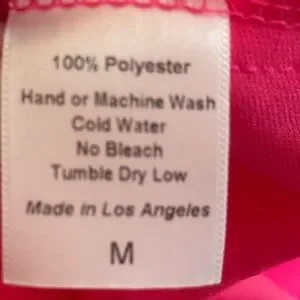 100% Polyester
Hand or Machine Wash
Cold Water
No Bleach
Tumble Dry Low
Made in Los Angeles
M